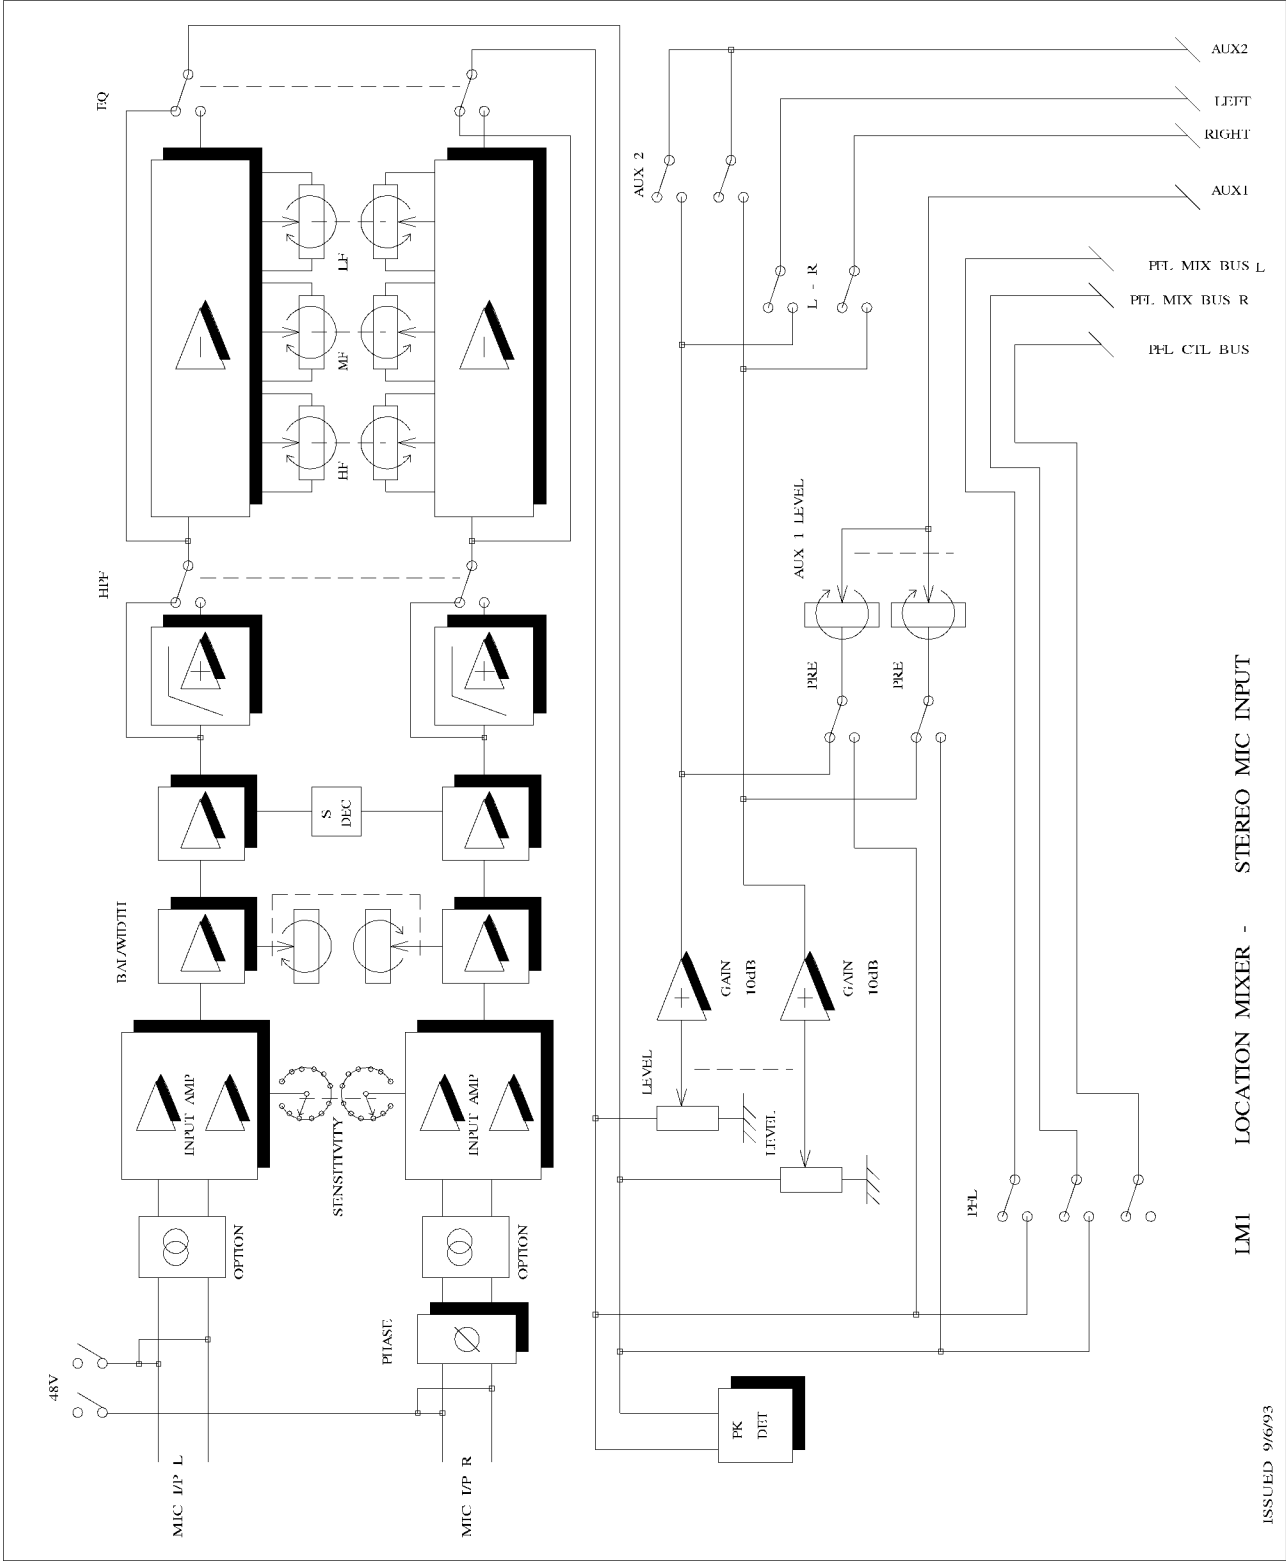 AUX2
LEFT
RIGHT
AUX1
PFL MIX BUS L
PFL MIX BUS R
PFL CTL BUS
EQ
LF
MF
HF
HPF
AUX 2
L - R
AUX 1 LEVEL
PRE
PRE
S
DEC
BAL/WIDTH
INPUT AMP
INPUT AMP
SENSITIVITY
OPTION
OPTION
PHASE
48V
MIC I/P L
MIC I/P R
GAIN
10dB
GAIN
10dB
LEVEL
LEVEL
PFL
PK
DET
LM1 LOCATION MIXER - STEREO MIC INPUT
ISSUED 9/6/93